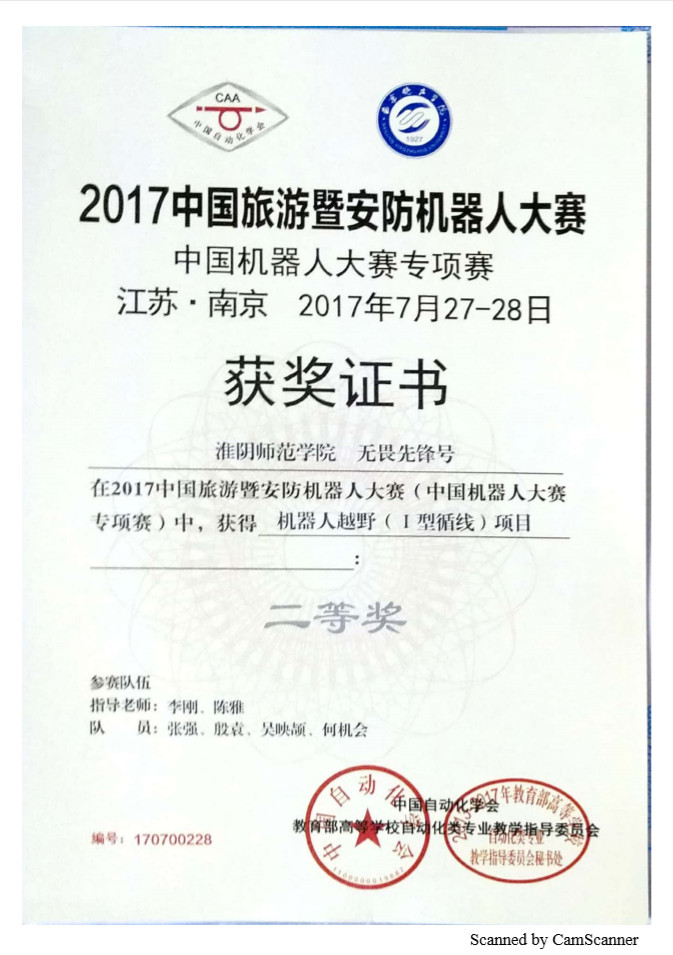 CAA
中国自动化学会
南京晓庄学院
1927
2017中国旅游暨安防机器人大赛
中国机器人大赛专项赛
江苏·南京 2017年7月27-28日
获奖证书
淮阴师范学院 无畏先锋号
在2017中国旅游暨安防机器人大赛(中国机器人大赛
专项赛)中，获得 机器人越野(Ⅰ型循线)项目
：
二等奖
参赛队伍
指导老师：李刚、陈雅
队 员：张强、殷袁、吴映颉、何机会
中国自动化学会
教育部高等学校自动化类专业教学指导委员会
编号：170700228
中国自动化学会
2013-2017年教育部高等学校
自动化类专业
教学指导委员会秘书处
Scanned by CamScanner